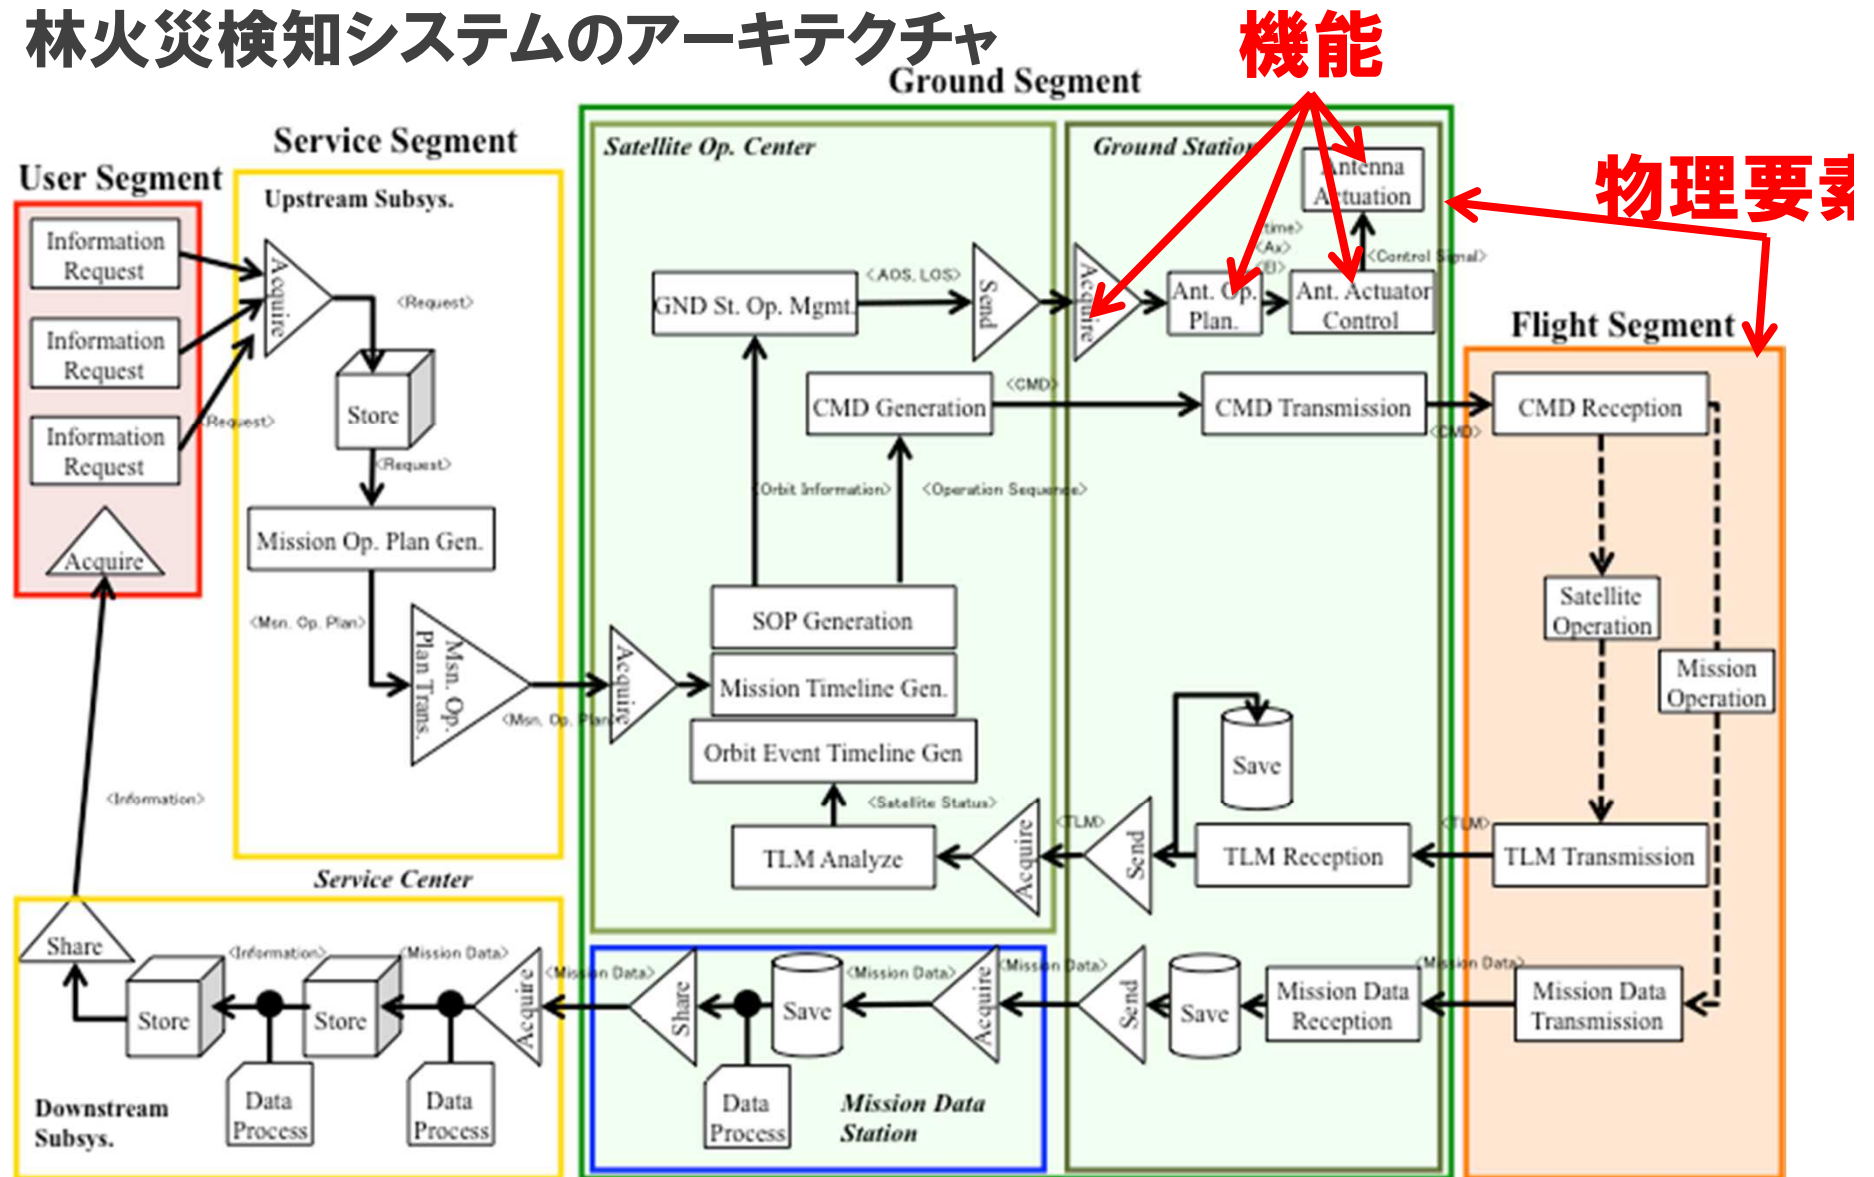 林火災検知システムのアーキテクチャ
機能
物理要素
Ground Segment
Service Segment
User Segment
Flight Segment
Satellite Op. Center
Ground Station
Upstream Subsys.
Information
Request
Information
Request
Information
Request
Acquire
Acquire
<Request>
<Request>
Store
<Request>
Mission Op. Plan Gen.
<Msn. Op. Plan>
Msn. Op.
Plan Trans.
<Msn. Op. Plan>
<Information>
GND St. Op. Mgmt.
<AOS, LOS>
Send
Acquire
Ant. Op.
Plan.
<time>
<Az>
<El>
Ant. Actuator
Control
<Control Signal>
Antenna
Actuation
CMD Generation
<CMD>
CMD Transmission
<CMD>
CMD Reception
<Orbit Information>
<Operation Sequence>
Acquire
SOP Generation
Mission Timeline Gen.
Orbit Event Timeline Gen
<Satellite Status>
TLM Analyze
Acquire
<TLM>
Send
Save
TLM Reception
<TLM>
TLM Transmission
Satellite
Operation
Mission
Operation
Service Center
Share
Store
<Information>
Store
<Mission Data>
Acquire
<Mission Data>
Share
Save
<Mission Data>
Acquire
<Mission Data>
Send
Save
Mission Data
Reception
<Mission Data>
Mission Data
Transmission
Downstream
Subsys.
Data
Process
Data
Process
Data
Process
Mission Data
Station